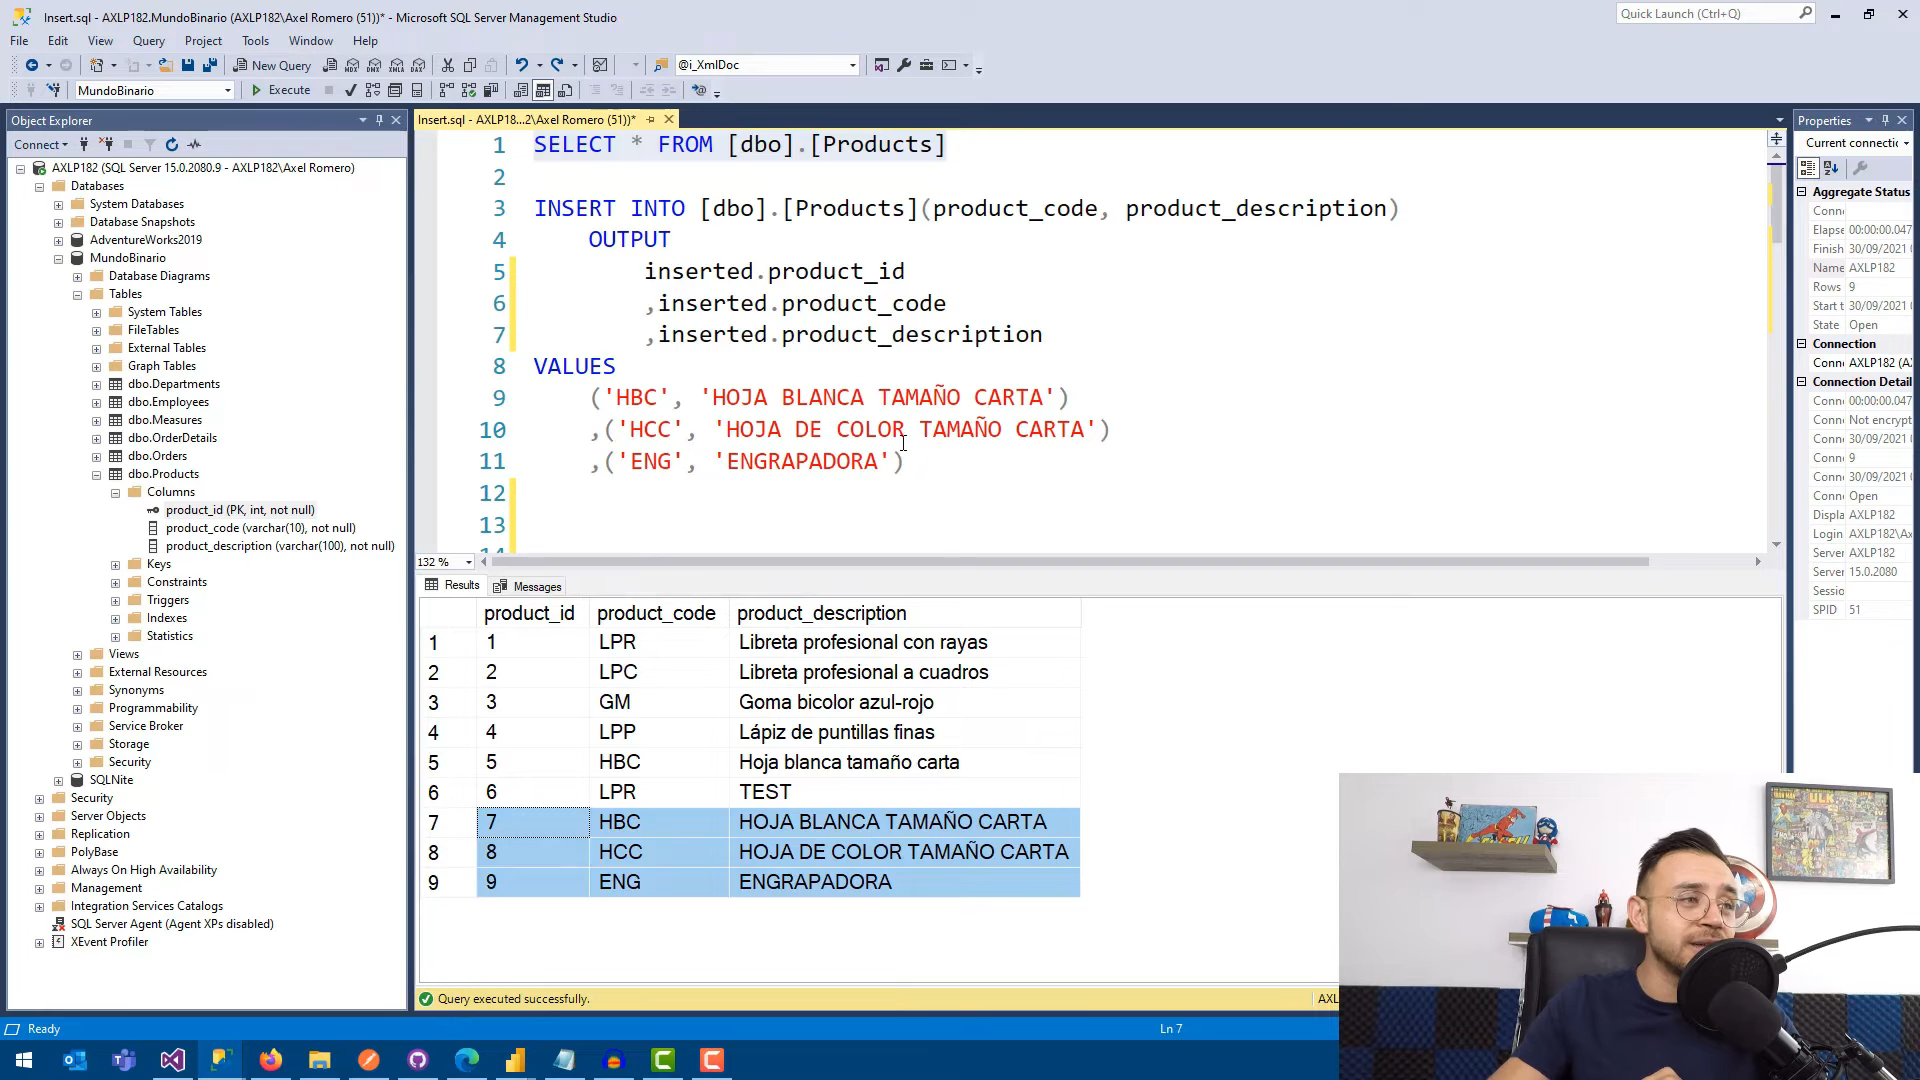 Insert.sql - AXLP182.MundoBinario (AXLP182\Axel Romero (51))* - Microsoft SQL Server Management Studio
Quick Launch (Ctrl+Q)
File Edit View Query Project Tools Window Help
New Query
@i_XmlDoc
MundoBinario
Execute
Object Explorer
Connect
AXLP182 (SQL Server 15.0.2080.9 - AXLP182\Axel Romero)
Databases
System Databases
Database Snapshots
AdventureWorks2019
MundoBinario
Database Diagrams
Tables
System Tables
FileTables
External Tables
Graph Tables
dbo.Departments
dbo.Employees
dbo.Measures
dbo.OrderDetails
dbo.Orders
dbo.Products
Columns
product_id (PK, int, not null)
product_code (varchar(10), not null)
product_description (varchar(100), not null)
Keys
Constraints
Triggers
Indexes
Statistics
Views
External Resources
Synonyms
Programmability
Service Broker
Storage
Security
SQLNite
Security
Server Objects
Replication
PolyBase
Always On High Availability
Management
Integration Services Catalogs
SQL Server Agent (Agent XPs disabled)
XEvent Profiler
Insert.sql - AXLP18...2\Axel Romero (51))*
1 SELECT * FROM [dbo].[Products]
2
3 INSERT INTO [dbo].[Products](product_code, product_description)
4 OUTPUT
5 inserted.product_id
6 ,inserted.product_code
7 ,inserted.product_description
8 VALUES
9 ('HBC', 'HOJA BLANCA TAMAÑO CARTA')
10 ,('HCC', 'HOJA DE COLOR TAMAÑO CARTA')
11 ,('ENG', 'ENGRAPADORA')
12
13
132 %
Results Messages
product_id product_code product_description
1 1 LPR Libreta profesional con rayas
2 2 LPC Libreta profesional a cuadros
3 3 GM Goma bicolor azul-rojo
4 4 LPP Lápiz de puntillas finas
5 5 HBC Hoja blanca tamaño carta
6 6 LPR TEST
7 7 HBC HOJA BLANCA TAMAÑO CARTA
8 8 HCC HOJA DE COLOR TAMAÑO CARTA
9 9 ENG ENGRAPADORA
Query executed successfully.
AXL
Properties
Current connectic
Aggregate Status
Conn
Elapse 00:00:00.047
Finish 30/09/2021
Name AXLP182
Rows 9
Start t 30/09/2021
State Open
Connection
Conn AXLP182 (A
Connection Detail
Conn 00:00:00.047
Conn Not encrypt
Conn 30/09/2021
Conn 9
Conn 30/09/2021
Conn Open
Displa AXLP182
Login AXLP182\Ax
Server AXLP182
Server 15.0.2080
Sessio
SPID 51
Ready
Ln 7